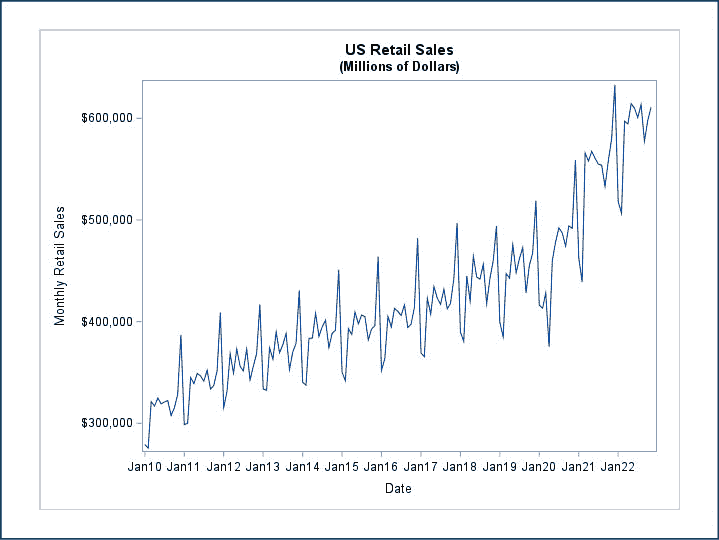 US Retail Sales
(Millions of Dollars)
$600,000
$500,000
$400,000
$300,000
Monthly Retail Sales
Jan10 Jan11 Jan12 Jan13 Jan14 Jan15 Jan16 Jan17 Jan18 Jan19 Jan20 Jan21 Jan22
Date